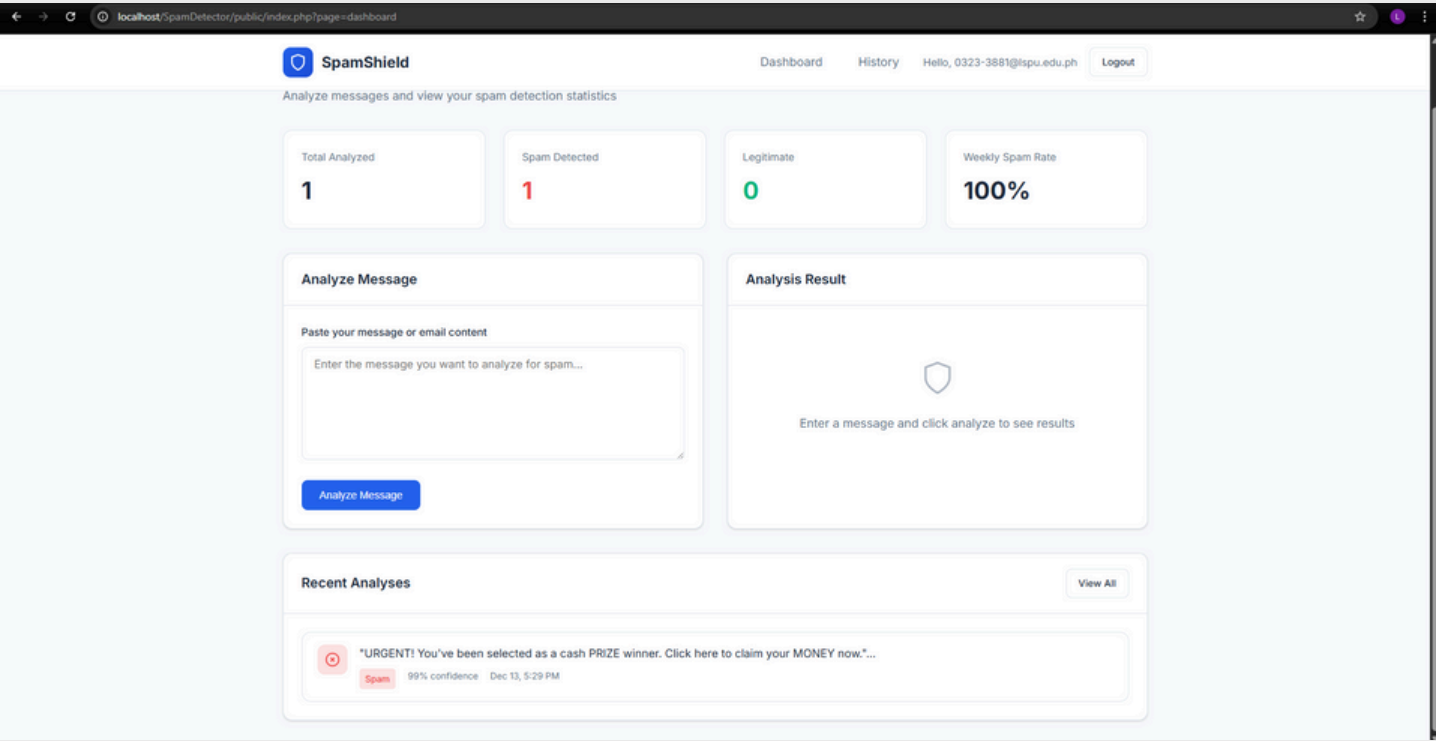 localhost/SpamDetector/public/index.php?page=dashboard
L
SpamShield
Dashboard
History
Hello, 0323-3881@lspu.edu.ph
Logout
Analyze messages and view your spam detection statistics
Total Analyzed
1
Spam Detected
1
Legitimate
0
Weekly Spam Rate
100%
Analyze Message
Paste your message or email content
Enter the message you want to analyze for spam...
Analyze Message
Analysis Result
Enter a message and click analyze to see results
Recent Analyses
View All
"URGENT! You've been selected as a cash PRIZE winner. Click here to claim your MONEY now."...
Spam 99% confidence Dec 13, 5:29 PM